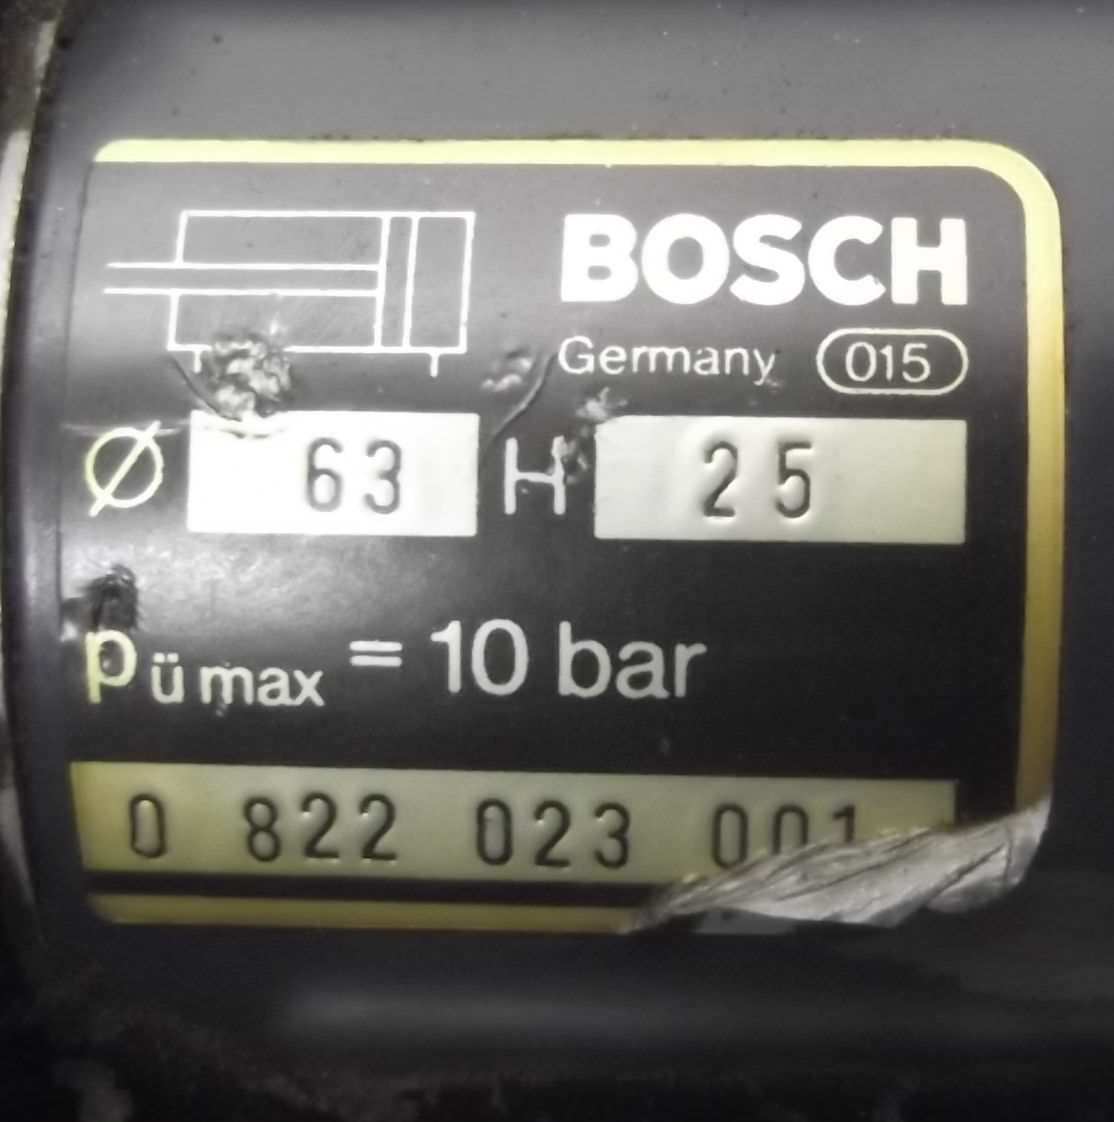 BOSCH
Germany 015
Ø 63 H 25
pü max = 10 bar
0 822 023 001